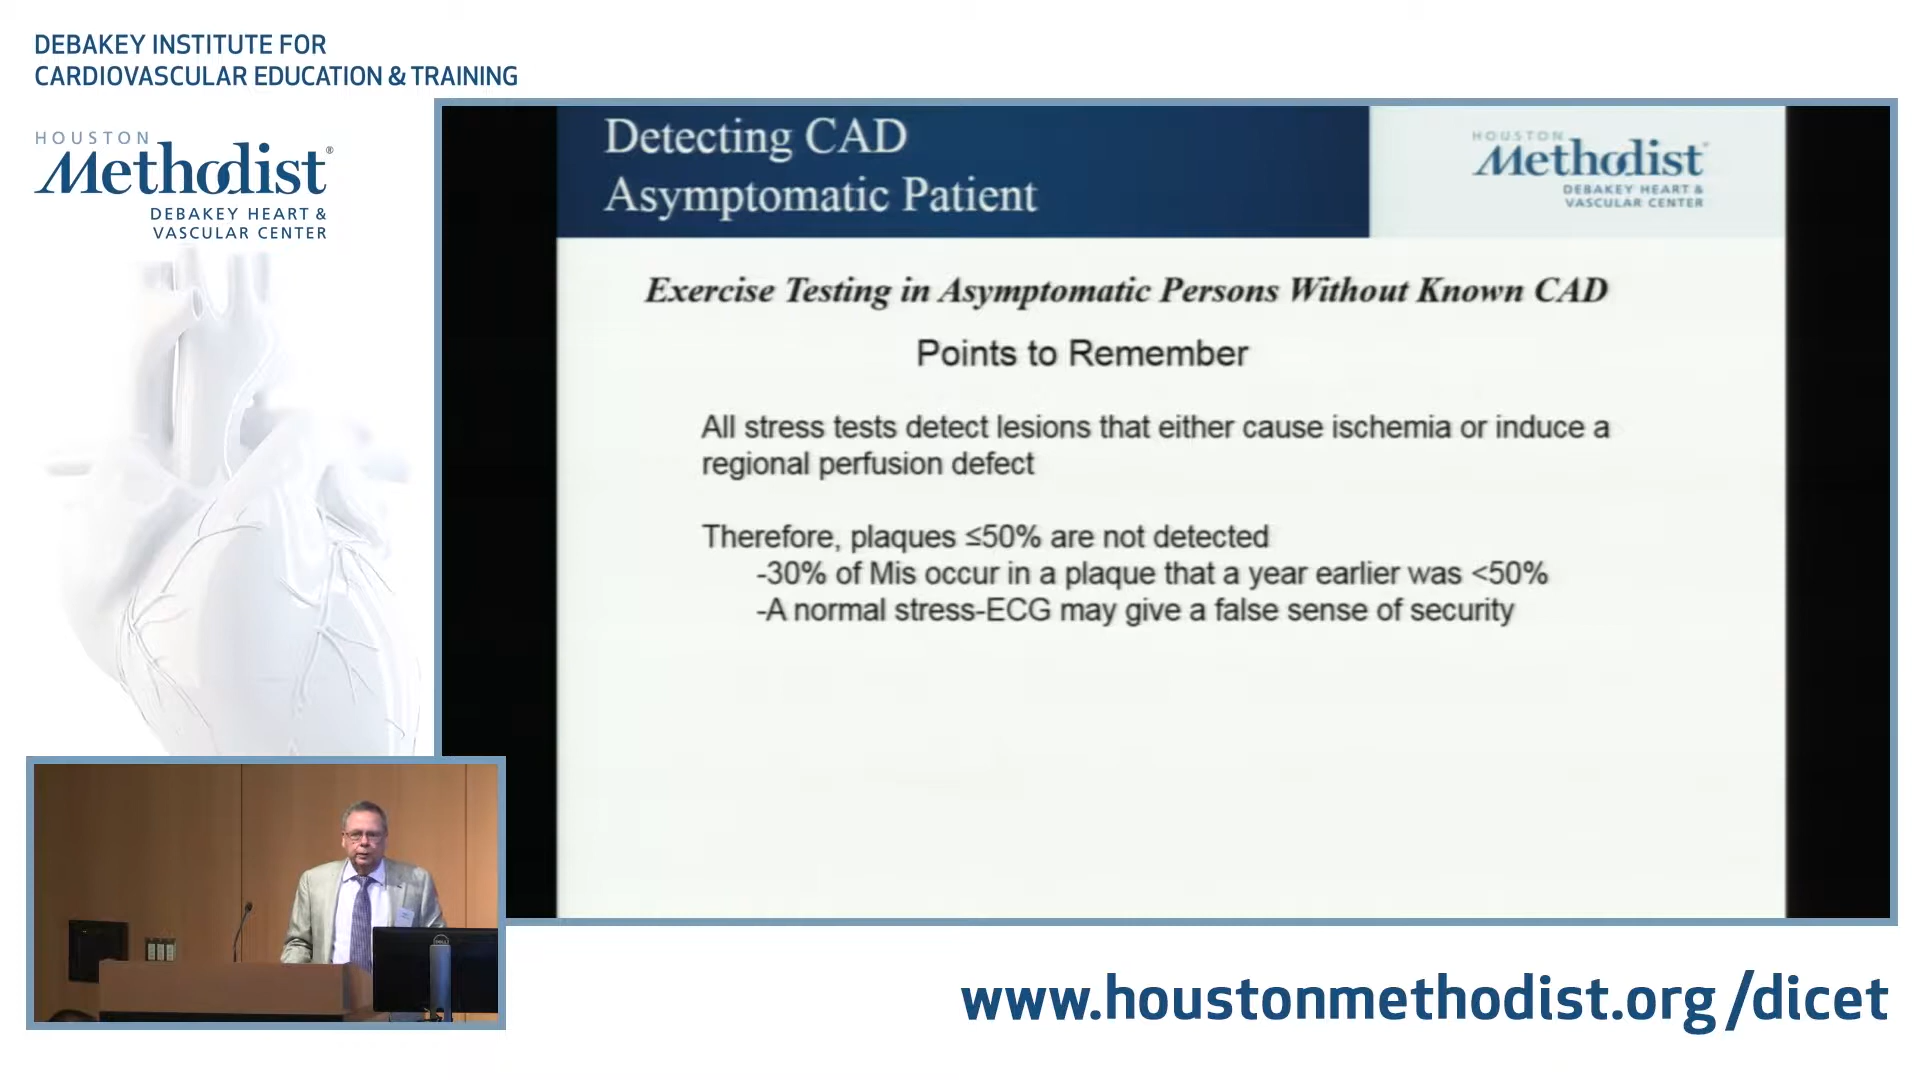 DEBAKEY INSTITUTE FOR
CARDIOVASCULAR EDUCATION & TRAINING
HOUSTON
Methodist®
DEBAKEY HEART &
VASCULAR CENTER
Detecting CAD
Asymptomatic Patient
HOUSTON
Methodist
DEBAKEY HEART &
VASCULAR CENTER
Exercise Testing in Asymptomatic Persons Without Known CAD
Points to Remember
All stress tests detect lesions that either cause ischemia or induce a
regional perfusion defect
Therefore, plaques ≤50% are not detected
-30% of Mis occur in a plaque that a year earlier was <50%
-A normal stress-ECG may give a false sense of security
DELL
www.houstonmethodist.org/dicet